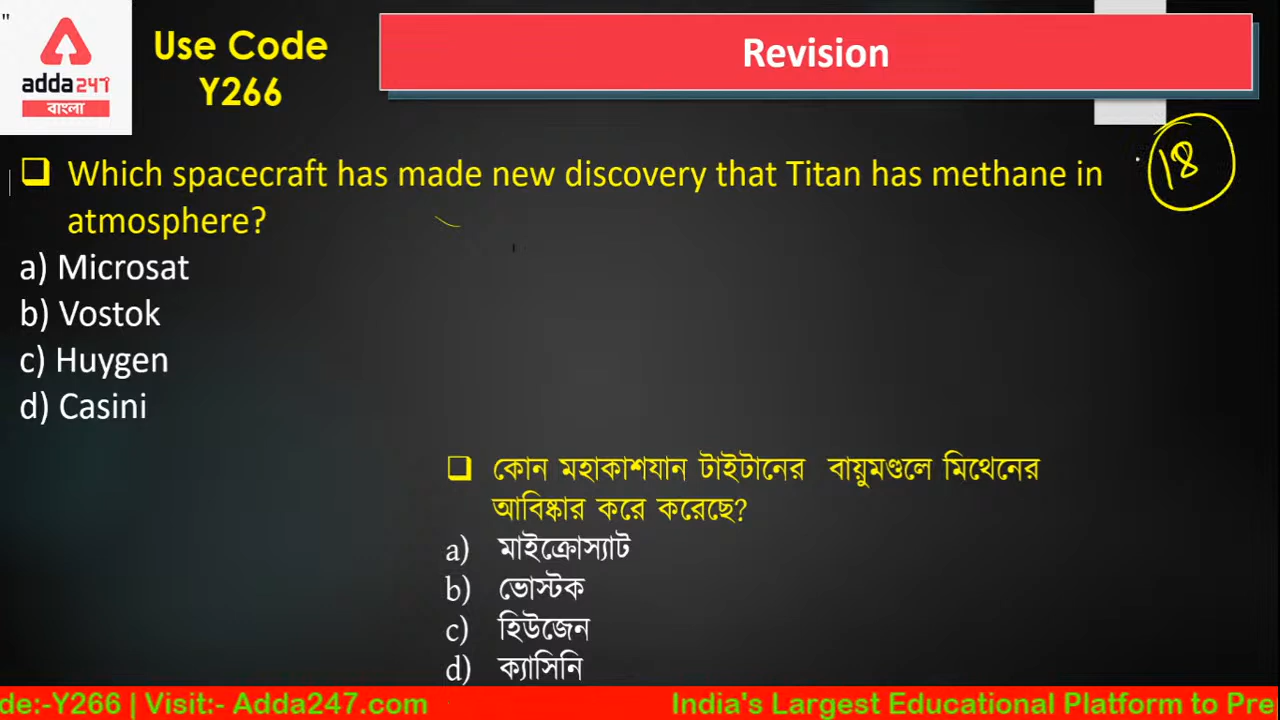 "
adda247
বাংলা
Use Code
Y266
Revision
18
Which spacecraft has made new discovery that Titan has methane in
atmosphere?
a) Microsat
b) Vostok
c) Huygen
d) Casini
কোন মহাকাশযান টাইটানের বায়ুমণ্ডলে মিথেনের
আবিষ্কার করে করেছে?
a) মাইক্রোস্যাট
b) ভোস্টক
c) হিউজেন
d) ক্যাসিনি
de:-Y266 | Visit:- Adda247.com India's Largest Educational Platform to Pre